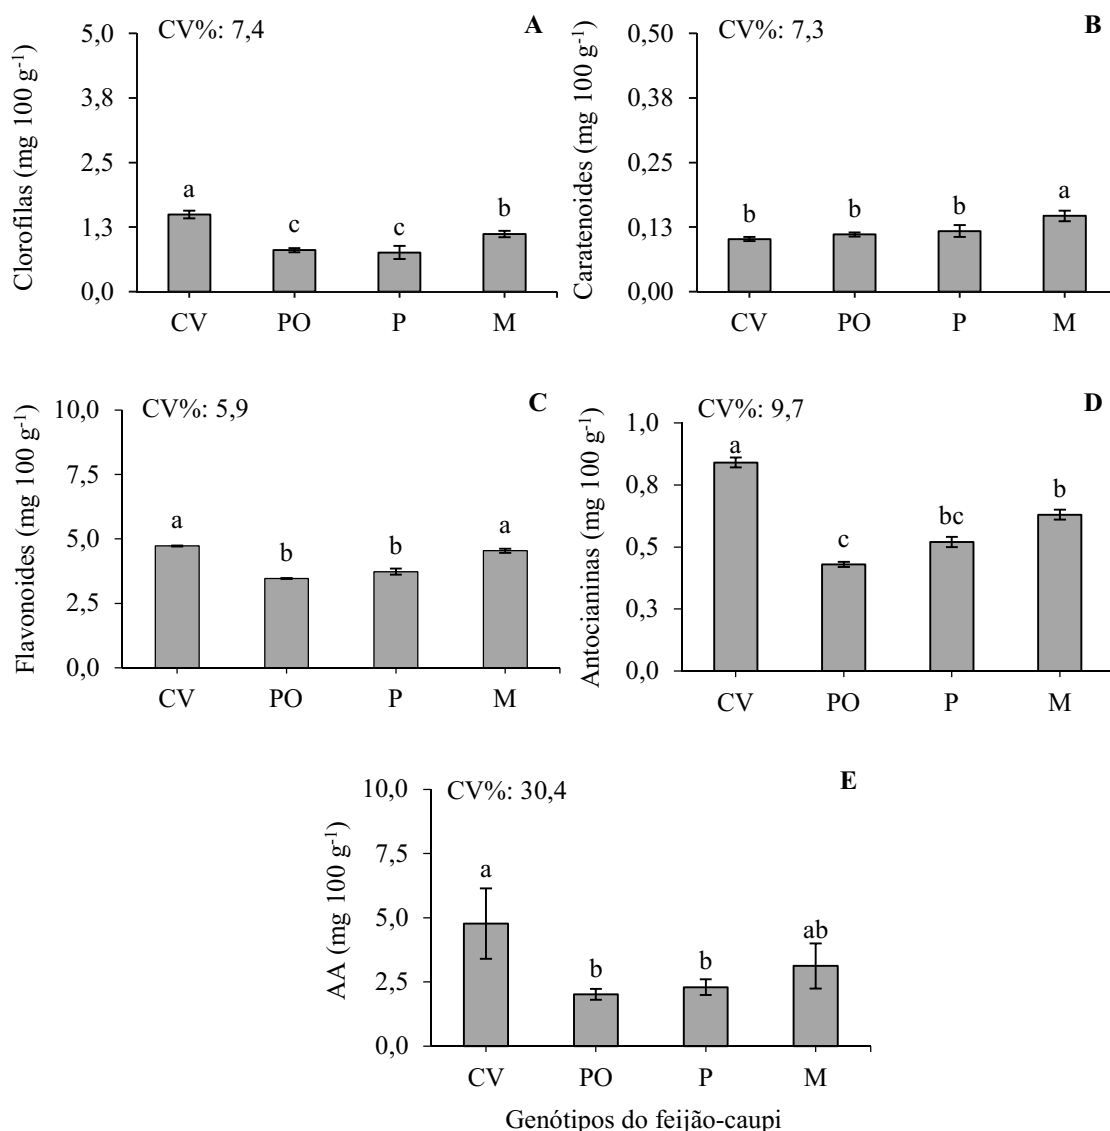 CV%: 7,4
A
Clorofilas (mg 100 g-1)
5,0
3,8
2,5
1,3
0,0
a
c
c
b
CV PO P M
CV%: 7,3
B
Caratenoides (mg 100 g-1)
0,50
0,38
0,25
0,13
0,00
b
b
b
a
CV PO P M
CV%: 5,9
C
Flavonoides (mg 100 g-1)
10,0
7,5
5,0
2,5
0,0
a
b
b
a
CV PO P M
CV%: 9,7
D
Antocianinas (mg 100 g-1)
1,0
0,8
0,5
0,3
0,0
a
c
bc
b
CV PO P M
CV%: 30,4
E
AA (mg 100 g-1)
10,0
7,5
5,0
2,5
0,0
a
b
b
ab
CV PO P M
Genótipos do feijão-caupi